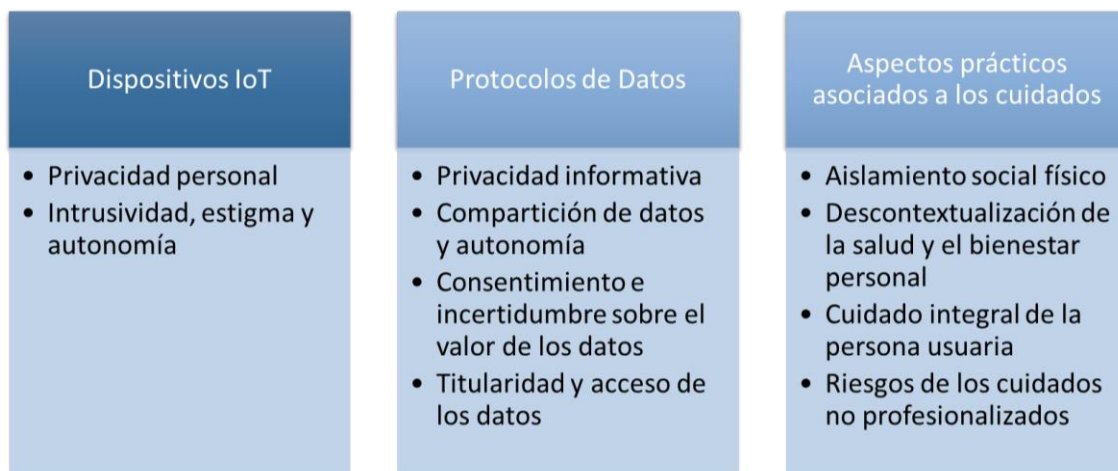 Dispositivos IoT
• Privacidad personal
• Intrusividad, estigma y
autonomía
Protocolos de Datos
• Privacidad informativa
• Compartición de datos
y autonomía
• Consentimiento e
incertidumbre sobre el
valor de los datos
• Titularidad y acceso de
los datos
Aspectos prácticos
asociados a los cuidados
• Aislamiento social físico
• Descontextualización de
la salud y el bienestar
personal
• Cuidado integral de la
persona usuaria
• Riesgos de los cuidados
no profesionalizados